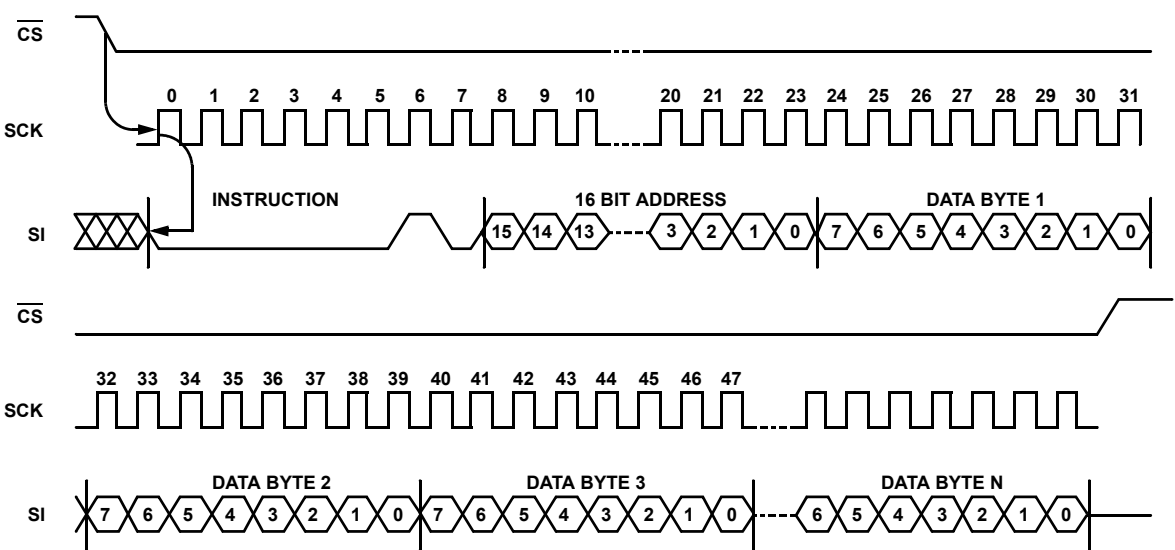 CS
0 1 2 3 4 5 6 7 8 9 10 20 21 22 23 24 25 26 27 28 29 30 31
SCK
INSTRUCTION 16 BIT ADDRESS DATA BYTE 1
SI 15 14 13 3 2 1 0 7 6 5 4 3 2 1 0
CS
32 33 34 35 36 37 38 39 40 41 42 43 44 45 46 47
SCK
DATA BYTE 2 DATA BYTE 3 DATA BYTE N
SI 7 6 5 4 3 2 1 0 7 6 5 4 3 2 1 0 6 5 4 3 2 1 0